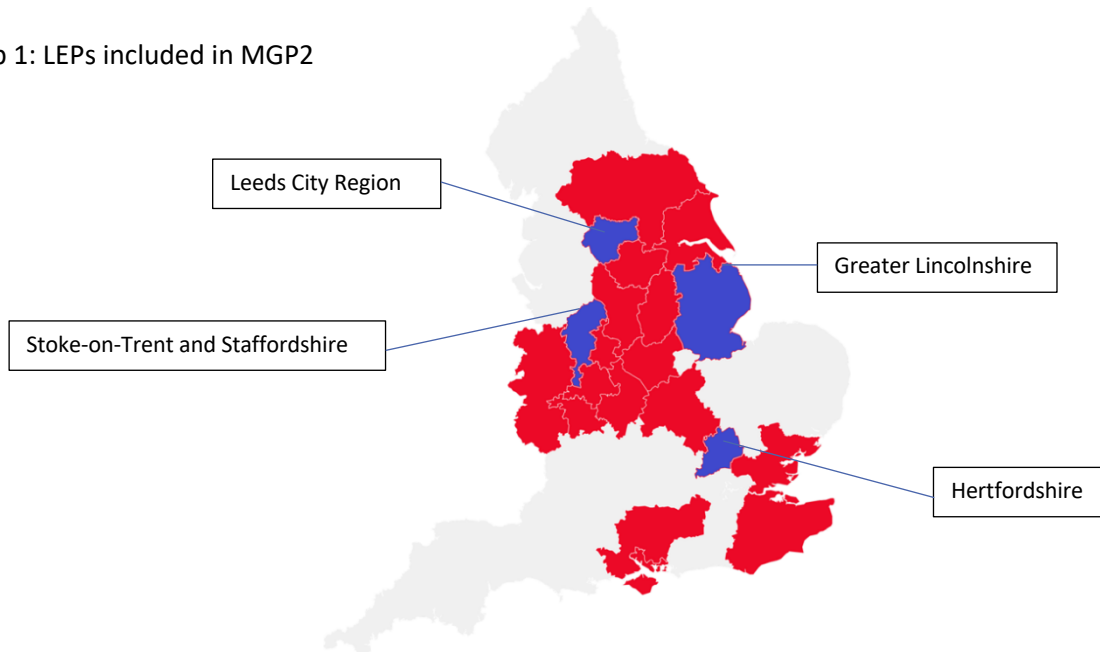 1: LEPs included in MGP2
Leeds City Region
Greater Lincolnshire
Stoke-on-Trent and Staffordshire
Hertfordshire